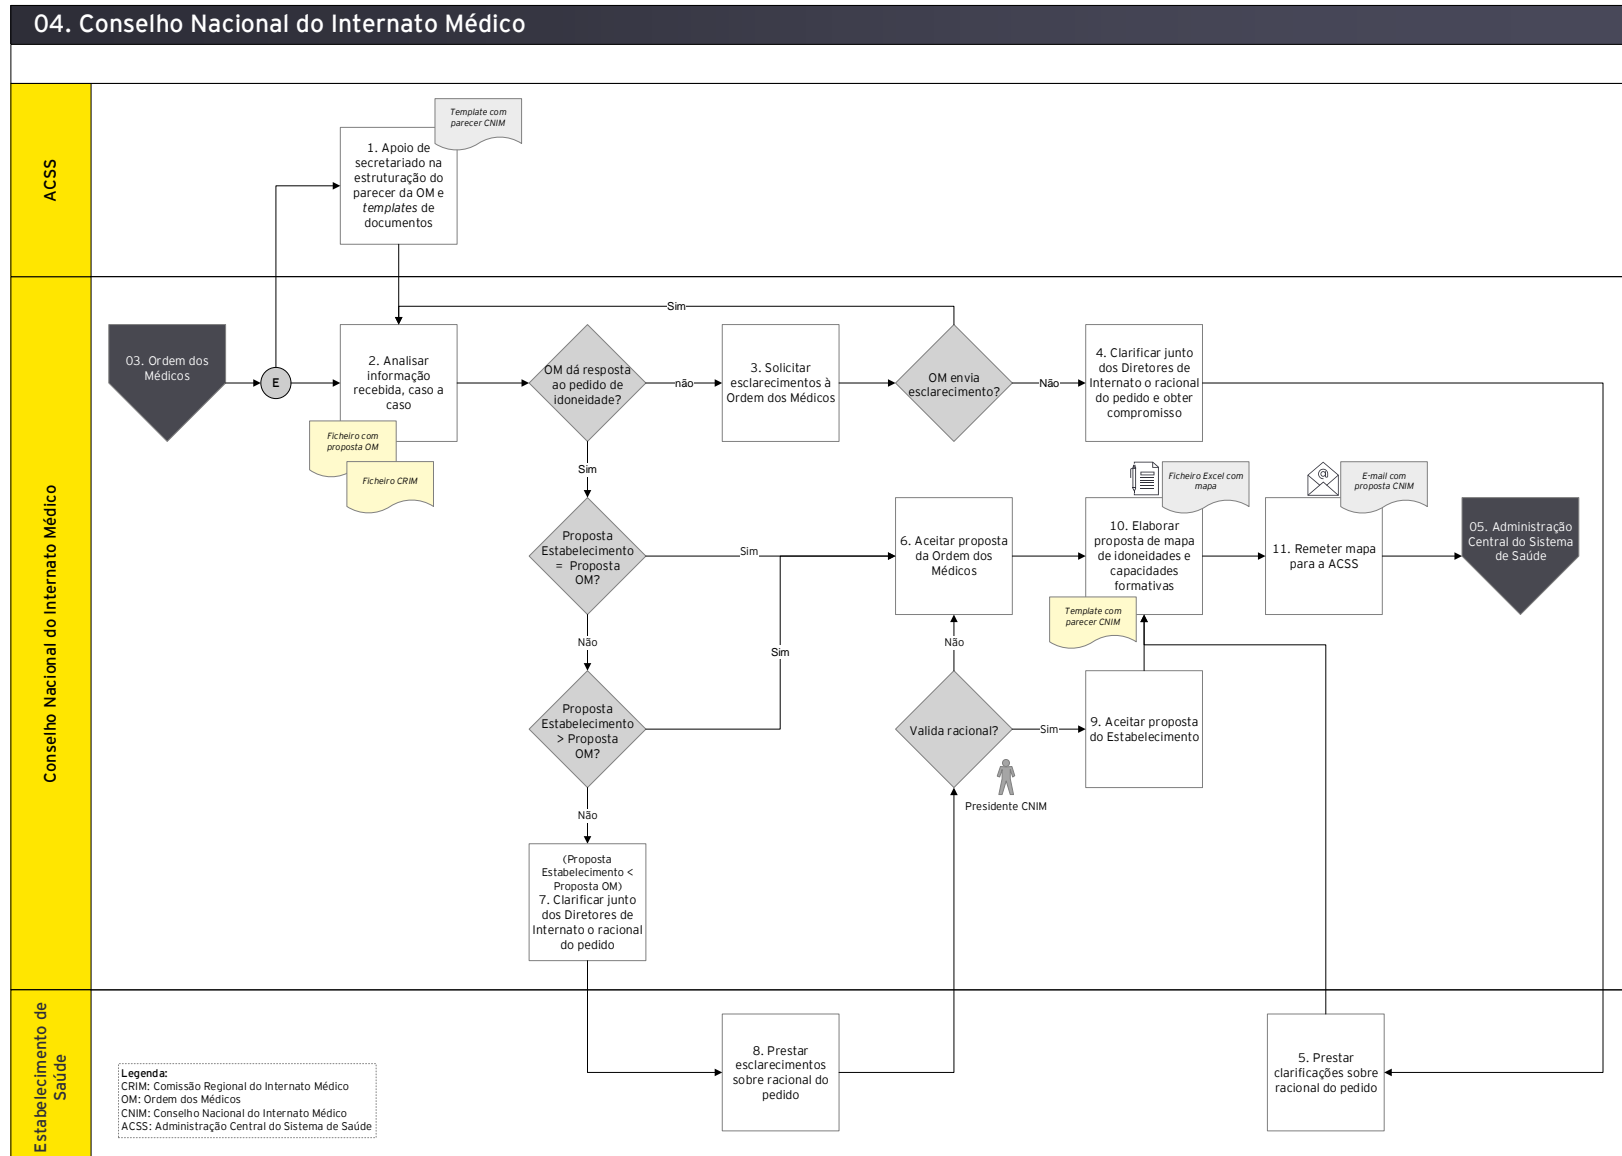 04. Conselho Nacional do Internato Médico
ACSS
Template com
parecer CNIM
1. Apoio de
secretariado na
estruturação do
parecer da OM e
templates de
documentos
Conselho Nacional do Internato Médico
Sim
03. Ordem dos
Médicos
E
2. Analisar
informação
recebida, caso a
caso
Ficheiro com
proposta OM
Ficheiro CRIM
OM dá resposta
ao pedido de
idoneidade?
não
3. Solicitar
esclarecimentos à
Ordem dos Médicos
OM envia
esclarecimento?
Não
4. Clarificar junto
dos Diretores de
Internato o racional
do pedido e obter
compromisso
Sim
Proposta
Estabelecimento
= Proposta
OM?
Sim
6. Aceitar proposta
da Ordem dos
Médicos
Ficheiro Excel com
mapa
10. Elaborar
proposta de mapa
de idoneidades e
capacidades
formativas
Template com
parecer CNIM
@
E-mail com
proposta CNIM
11. Remeter mapa
para a ACSS
05. Administração
Central do Sistema
de Saúde
Não
Sim
Não
Proposta
Estabelecimento
> Proposta
OM?
Valida racional?
Sim
9. Aceitar proposta
do Estabelecimento
Presidente CNIM
Não
(Proposta
Estabelecimento <
Proposta OM)
7. Clarificar junto
dos Diretores de
Internato o racional
do pedido
Estabelecimento de
Saúde
8. Prestar
esclarecimentos
sobre racional do
pedido
5. Prestar
clarificações sobre
racional do pedido
Legenda:
CRIM: Comissão Regional do Internato Médico
OM: Ordem dos Médicos
CNIM: Conselho Nacional do Internato Médico
ACSS: Administração Central do Sistema de Saúde